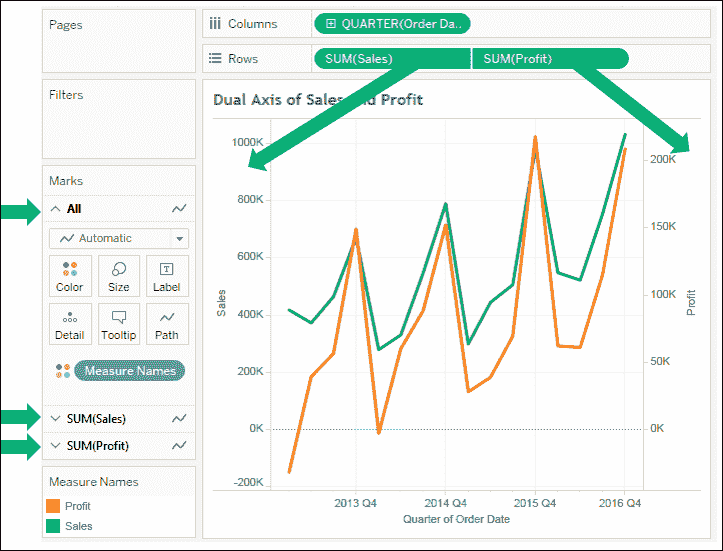 Pages
Columns
QUARTER(Order Da..
Rows
SUM(Sales)
SUM(Profit)
Filters
Marks
All
Automatic
Color
Size
Label
Detail
Tooltip
Path
Measure Names
SUM(Sales)
SUM(Profit)
Measure Names
Profit
Sales
Dual Axis of Sales and Profit
1000K
800K
600K
400K
200K
0K
-200K
Sales
200K
150K
100K
50K
0K
Profit
2013 Q4
2014 Q4
2015 Q4
2016 Q4
Quarter of Order Date